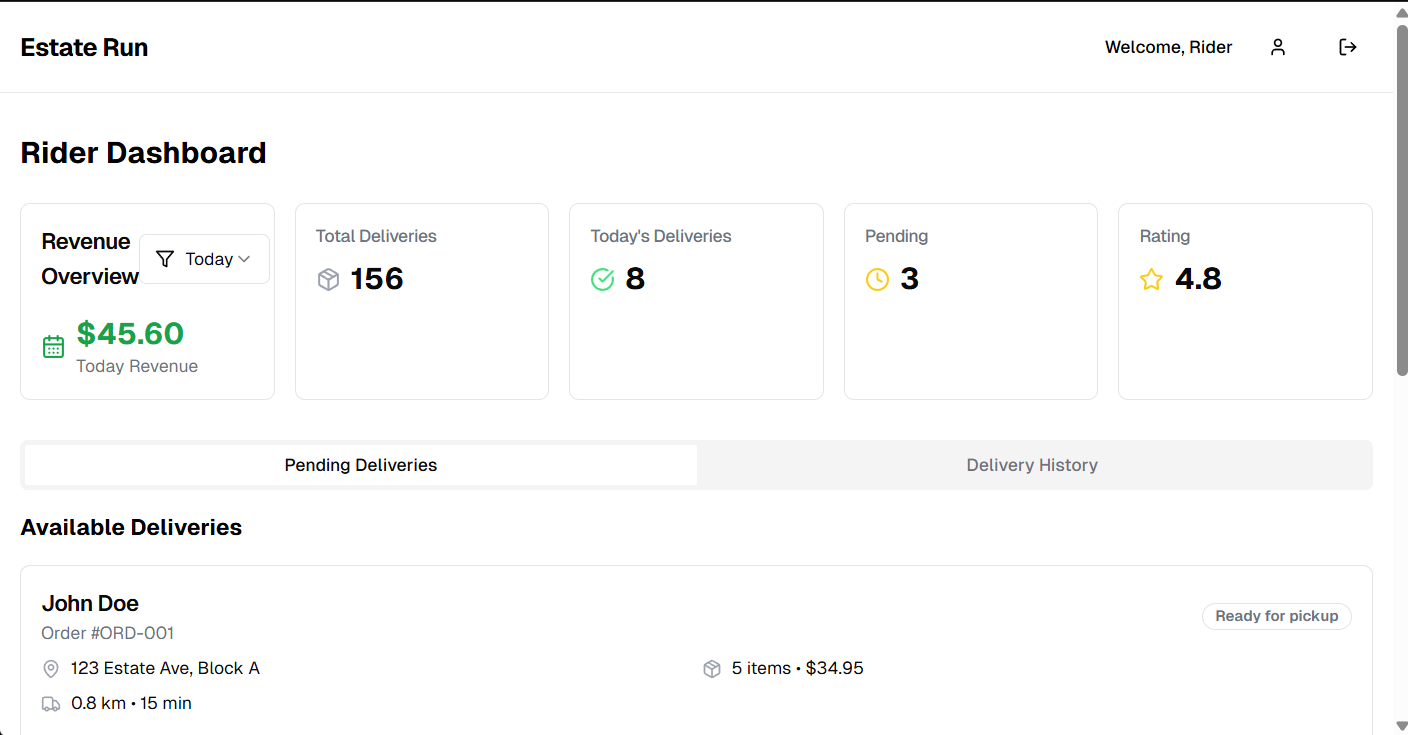 Estate Run
Welcome, Rider
Rider Dashboard
Revenue
Overview
Today
$45.60
Today Revenue
Total Deliveries
156
Today's Deliveries
8
Pending
3
Rating
4.8
Pending Deliveries
Delivery History
Available Deliveries
John Doe
Order #ORD-001
Ready for pickup
123 Estate Ave, Block A
5 items • $34.95
0.8 km • 15 min